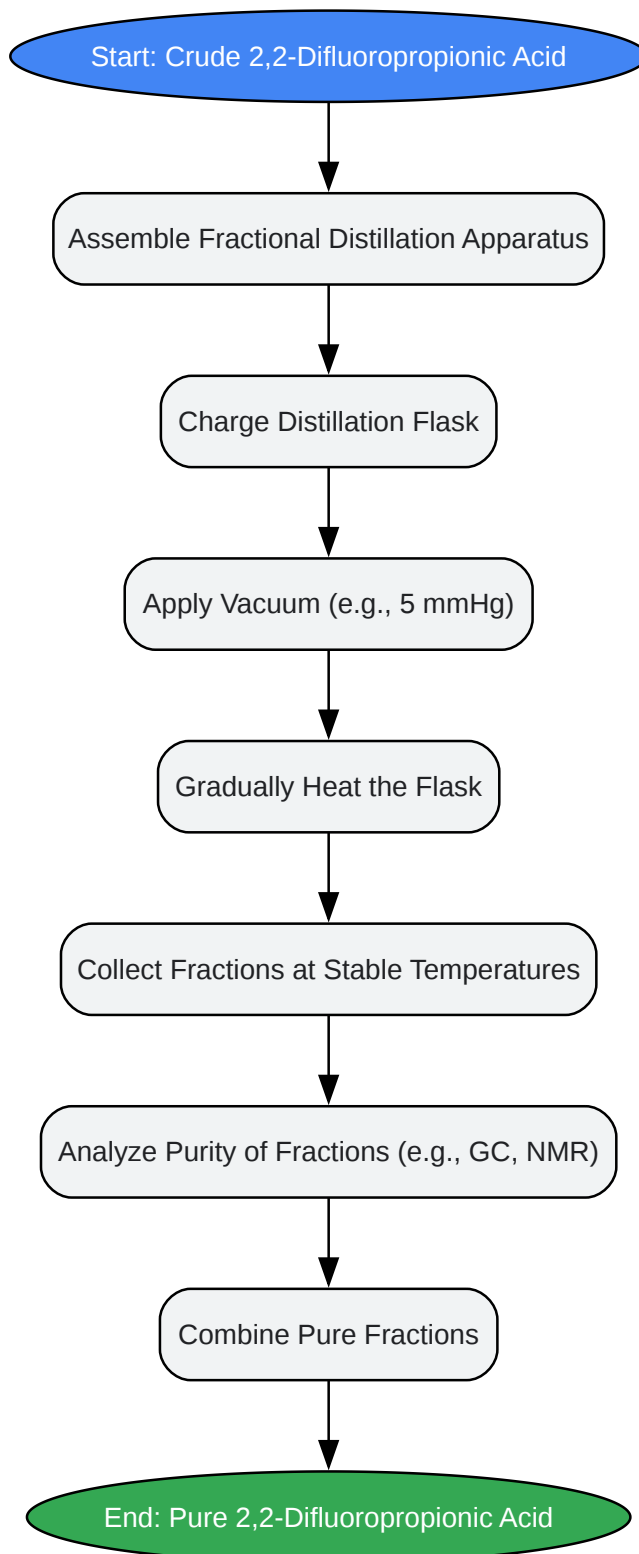 Start: Crude 2,2-Difluoropropionic Acid
Assemble Fractional Distillation Apparatus
Charge Distillation Flask
Apply Vacuum (e.g., 5 mmHg)
Gradually Heat the Flask
Collect Fractions at Stable Temperatures
Analyze Purity of Fractions (e.g., GC, NMR)
Combine Pure Fractions
End: Pure 2,2-Difluoropropionic Acid